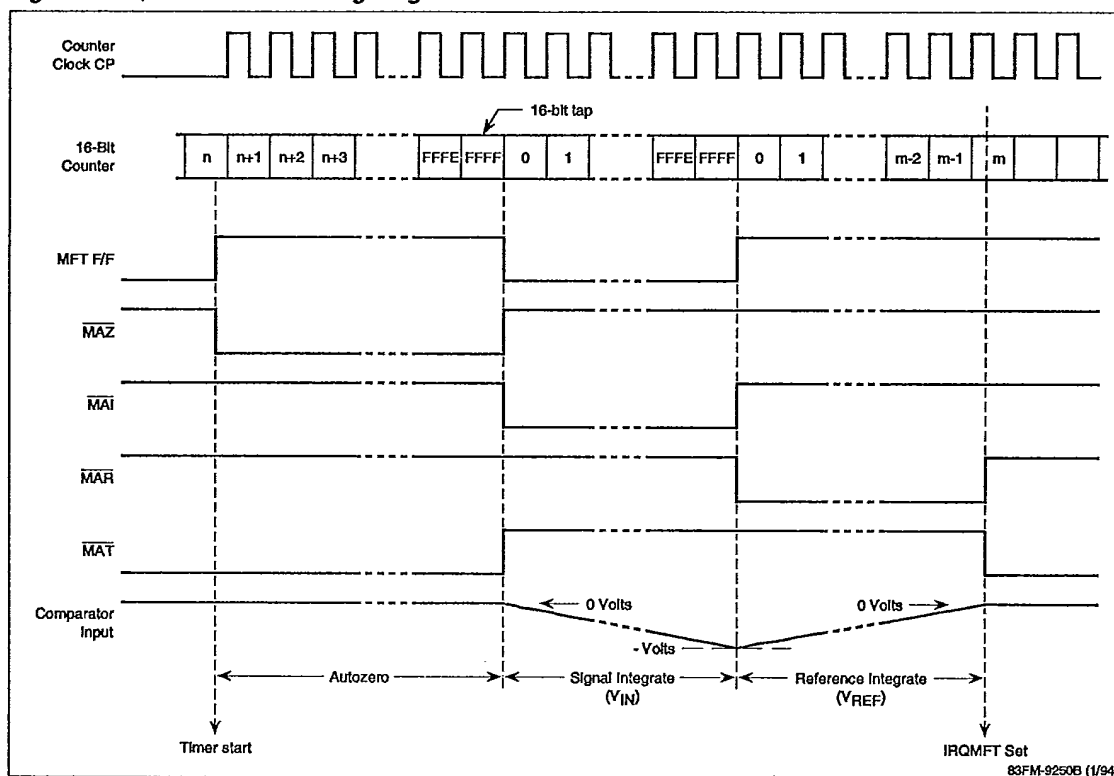 Counter
Clock CP
16-bit tap
16-Bit
Counter
n n+1 n+2 n+3 FFFE FFFF 0 1 FFFE FFFF 0 1 m-2 m-1 m
MFT F/F
MAZ
MAI
MAR
MAT
Comparator
Input
0 Volts 0 Volts
- Volts
Autozero Signal Integrate Reference Integrate
(VIN) (VREF)
Timer start IRQMFT Set
83FM-9250B (1/94